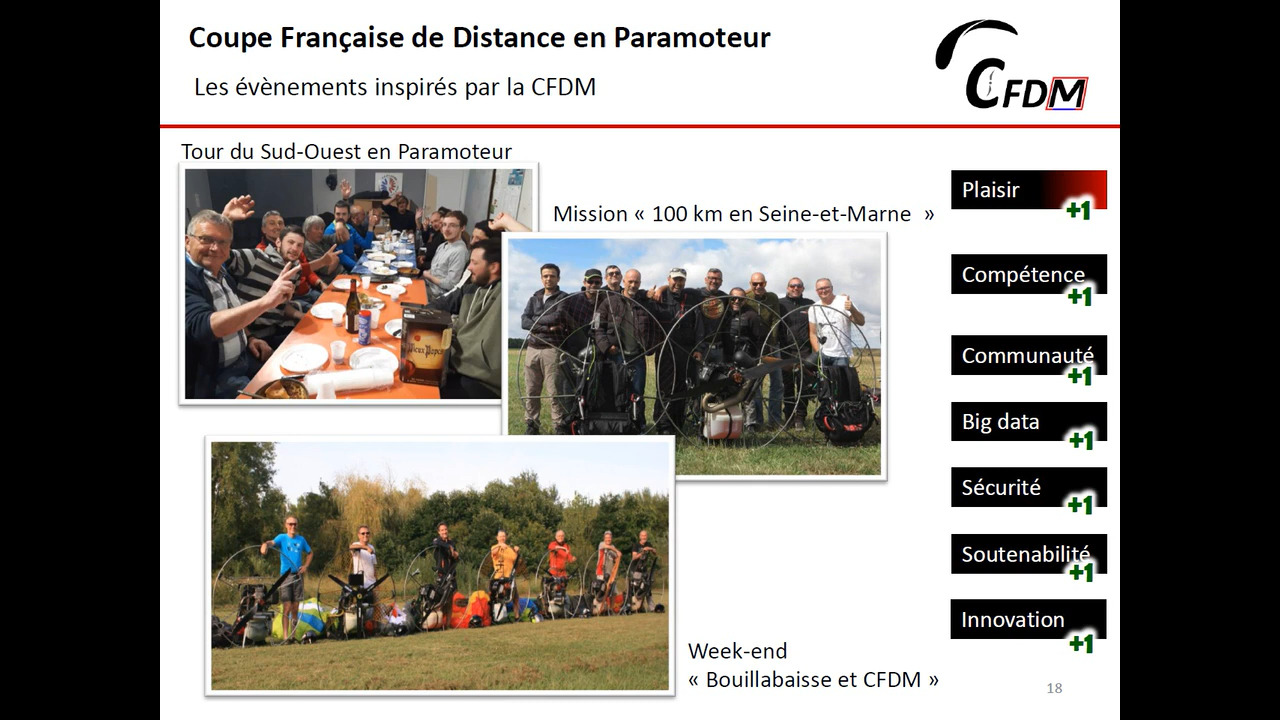 Coupe Française de Distance en Paramoteur
Les évènements inspirés par la CFDM
CFDM
Tour du Sud-Ouest en Paramoteur
Mission « 100 km en Seine-et-Marne »
Plaisir
+1
Compétence
+1
Communauté
+1
Big data
+1
Sécurité
+1
Soutenabilité
+1
Innovation
+1
Week-end
« Bouillabaisse et CFDM »
18